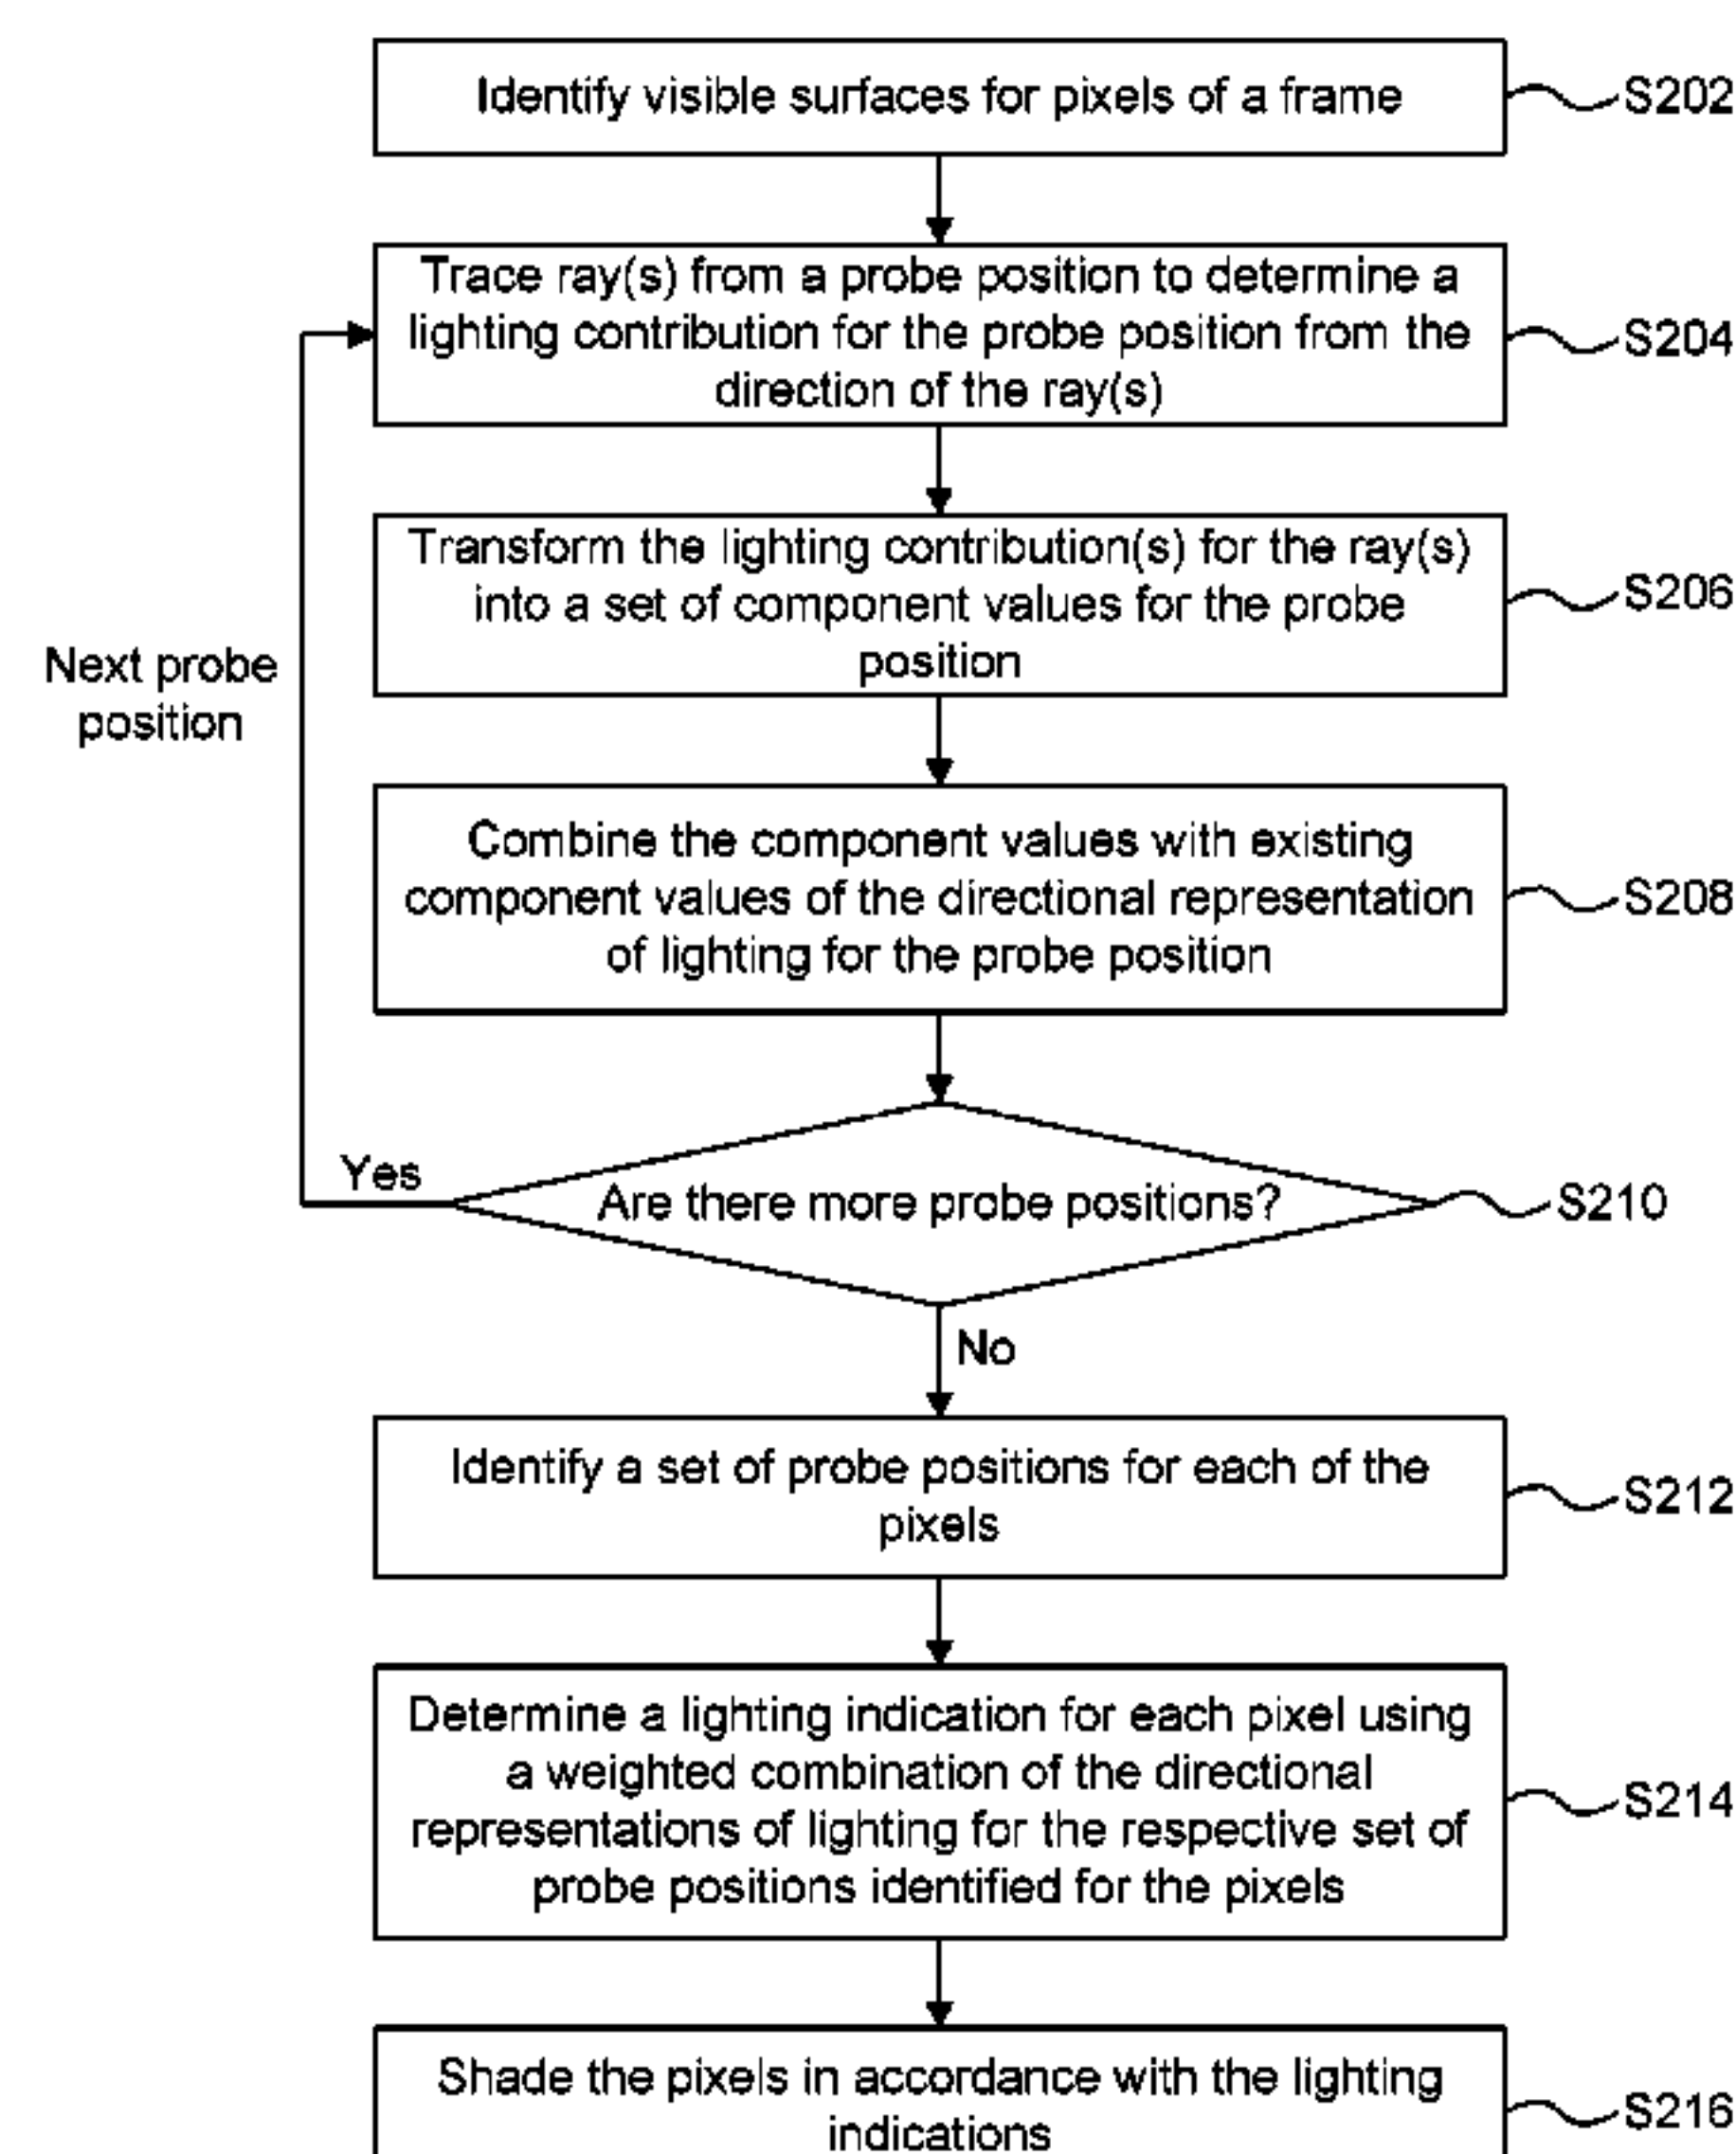 Identify visible surfaces for pixels of a frame
S202
Trace ray(s) from a probe position to determine a
lighting contribution for the probe position from the
direction of the ray(s)
S204
Transform the lighting contribution(s) for the ray(s)
into a set of component values for the probe
position
S206
Next probe
position
Combine the component values with existing
component values of the directional representation
of lighting for the probe position
S208
Yes
Are there more probe positions?
S210
No
Identify a set of probe positions for each of the
pixels
S212
Determine a lighting indication for each pixel using
a weighted combination of the directional
representations of lighting for the respective set of
probe positions identified for the pixels
S214
Shade the pixels in accordance with the lighting
indications
S216